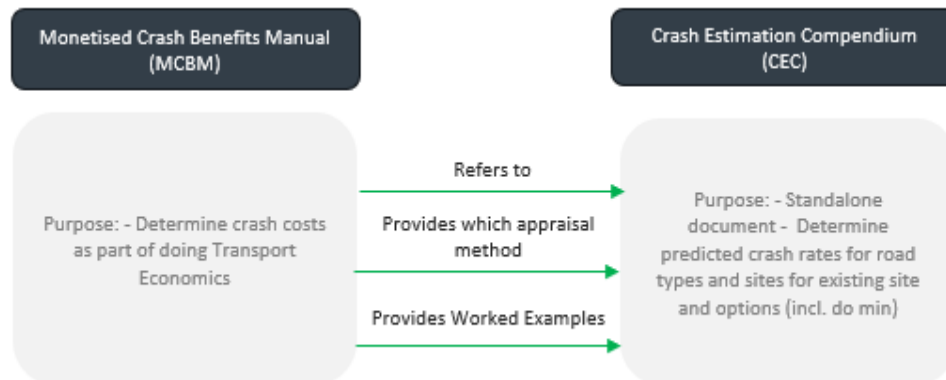 Monetised Crash Benefits Manual
(MCBM)
Crash Estimation Compendium
(CEC)
Purpose: - Determine crash costs
as part of doing Transport
Economics
Refers to
Provides which appraisal
method
Provides Worked Examples
Purpose: - Standalone
document - Determine
predicted crash rates for road
types and sites for existing site
and options (incl. do min)